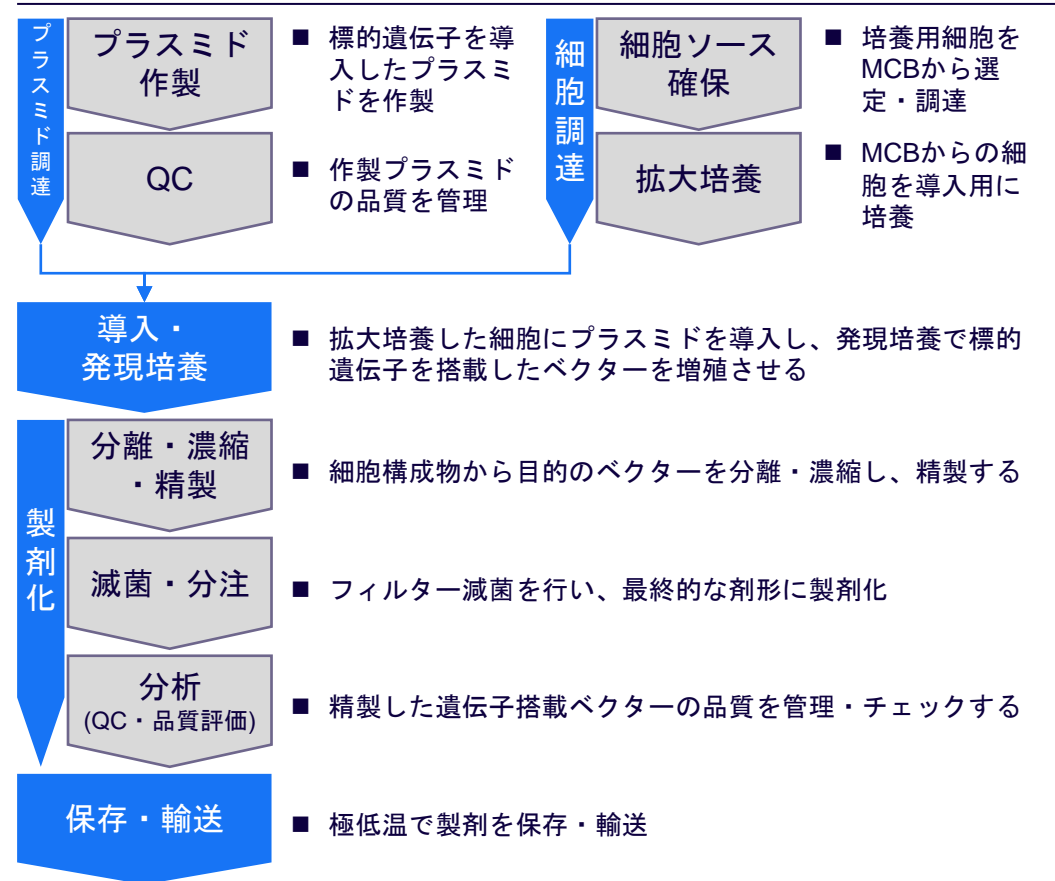 プラスミド調達
プラスミド
作製
■ 標的遺伝子を導
入したプラスミ
ドを作製
QC
■ 作製プラスミド
の品質を管理
細胞調達
細胞ソース
確保
■ 培養用細胞を
MCBから選
定・調達
拡大培養
■ MCBからの細
胞を導入用に
培養
導入・
発現培養
■ 拡大培養した細胞にプラスミドを導入し、発現培養で標的
遺伝子を搭載したベクターを増殖させる
製剤化
分離・濃縮
・精製
■ 細胞構成物から目的のベクターを分離・濃縮し、精製する
滅菌・分注
■ フィルター滅菌を行い、最終的な剤形に製剤化
分析
(QC・品質評価)
■ 精製した遺伝子搭載ベクターの品質を管理・チェックする
保存・輸送
■ 極低温で製剤を保存・輸送